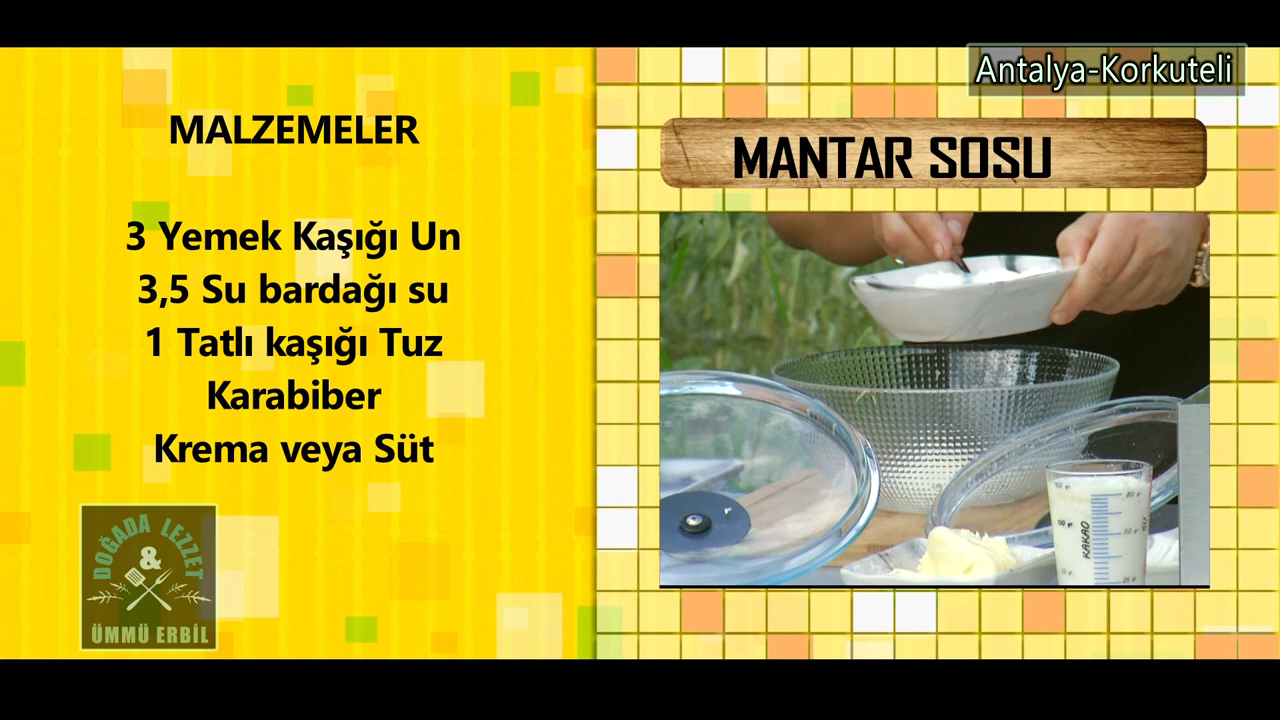 Antalya-Korkuteli
MALZEMELER
3 Yemek Kaşığı Un
3,5 Su bardağı su
1 Tatlı kaşığı Tuz
Karabiber
Krema veya Süt
MANTAR SOSU
KAKAO
DOĞADA LEZZET
&
ÜMMÜ ERBİL